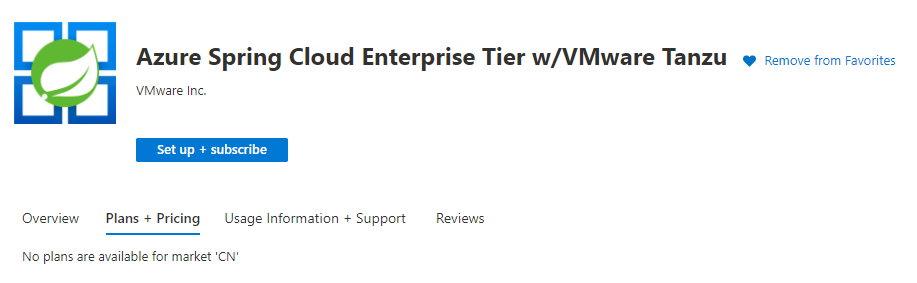 Azure Spring Cloud Enterprise Tier w/VMware Tanzu
Remove from Favorites
VMware Inc.
Set up + subscribe
Overview Plans + Pricing Usage Information + Support Reviews
No plans are available for market 'CN'